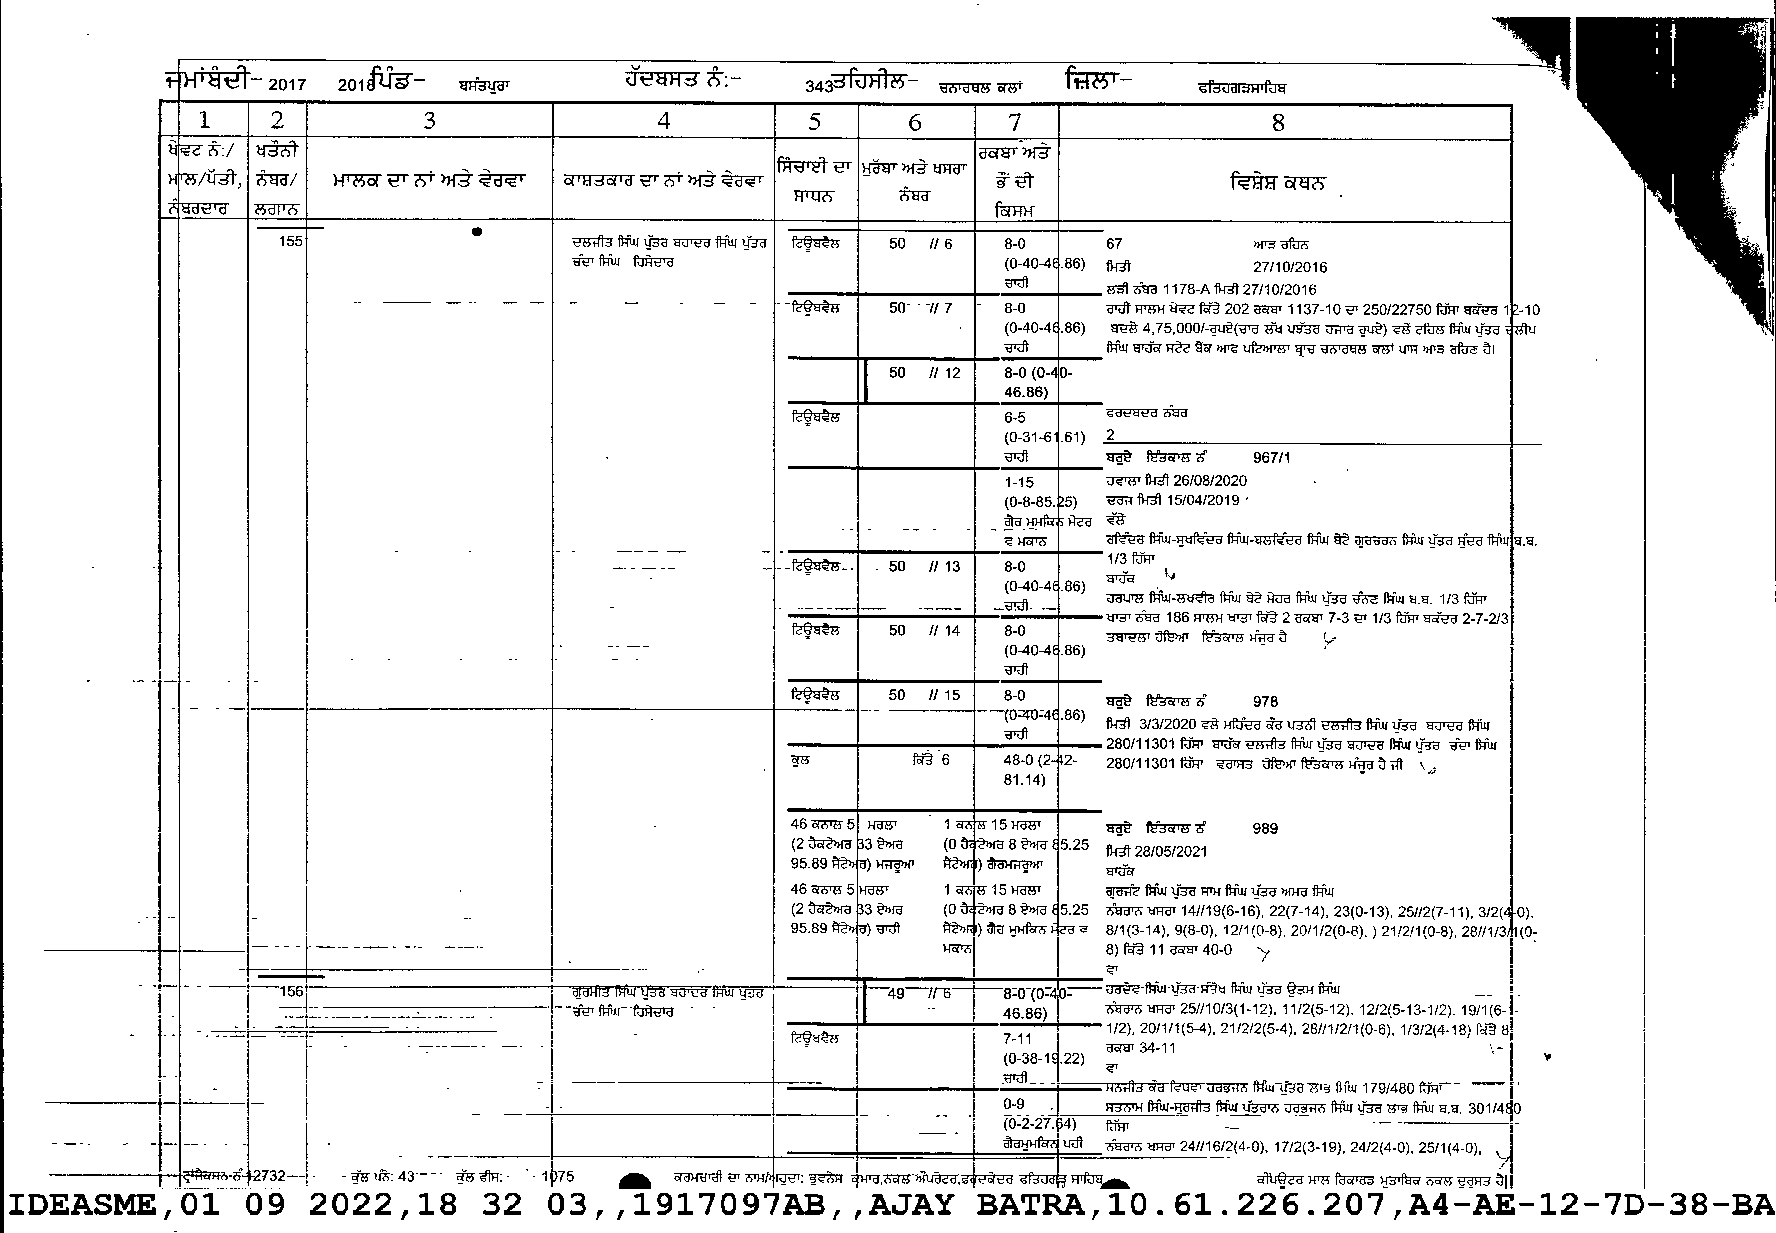 ਜਮਾਂਬੰਦੀ- 2017 2018 ਪਿੰਡ- ਬਸੰਤਪੁਰਾ ਹੱਦਬਸਤ ਨੰ:- 343 ਤਹਿਸੀਲ- ਚਨਾਰਥਲ ਕਲਾਂ ਜ਼ਿਲਾ- ਫਤਿਹਗੜਸਾਹਿਬ
1 2 3 4 5 6 7 8
ਖੇਵਟ ਨੰ:/
ਮਾਲ/ਪੱਤੀ,
ਨੰਬਰਦਾਰ
ਖਤੌਨੀ
ਨੰਬਰ/
ਲਗਾਨ
ਮਾਲਕ ਦਾ ਨਾਂ ਅਤੇ ਵੇਰਵਾ
ਕਾਸ਼ਤਕਾਰ ਦਾ ਨਾਂ ਅਤੇ ਵੇਰਵਾ
ਸਿੰਚਾਈ ਦਾ
ਸਾਧਨ
ਮੁਰੱਬਾ ਅਤੇ ਖਸਰਾ
ਨੰਬਰ
ਰਕਬਾ ਅਤੇ
ਭੌਂ ਦੀ
ਕਿਸਮ
ਵਿਸ਼ੇਸ਼ ਕਥਨ
155
ਦਲਜੀਤ ਸਿੰਘ ਪੁੱਤਰ ਬਹਾਦਰ ਸਿੰਘ ਪੁੱਤਰ
ਚੰਦਾ ਸਿੰਘ ਹਿਸੇਦਾਰ
ਟਿਊਬਵੈਲ 50 // 6 8-0
(0-40-46.86)
ਚਾਹੀ
ਟਿਊਬਵੈਲ 50 // 7 8-0
(0-40-46.86)
ਚਾਹੀ
50 // 12 8-0 (0-40-
46.86)
ਟਿਊਬਵੈਲ 6-5
(0-31-61.61)
ਚਾਹੀ
1-15
(0-8-85.25)
ਗੈਰ ਮੁਮਕਿਨ ਮੋਟਰ
ਵ ਮਕਾਨ
ਟਿਊਬਵੈਲ 50 // 13 8-0
(0-40-46.86)
ਚਾਹੀ
ਟਿਊਬਵੈਲ 50 // 14 8-0
(0-40-46.86)
ਚਾਹੀ
ਟਿਊਬਵੈਲ 50 // 15 8-0
(0-40-46.86)
ਚਾਹੀ
ਕੁਲ ਕਿੱਤੇ 6 48-0 (2-42-
81.14)
46 ਕਨਾਲ 5 ਮਰਲਾ 1 ਕਨਾਲ 15 ਮਰਲਾ
(2 ਹੈਕਟੇਅਰ 33 ਏਅਰ (0 ਹੈਕਟੇਅਰ 8 ਏਅਰ 85.25
95.89 ਸੈਂਟੇਅਰ) ਮਜਰੂਆ ਸੈਂਟੇਅਰ) ਗੈਰਮਜਰੂਆ
46 ਕਨਾਲ 5 ਮਰਲਾ 1 ਕਨਾਲ 15 ਮਰਲਾ
(2 ਹੈਕਟੇਅਰ 33 ਏਅਰ (0 ਹੈਕਟੇਅਰ 8 ਏਅਰ 85.25
95.89 ਸੈਂਟੇਅਰ) ਚਾਹੀ ਸੈਂਟੇਅਰ) ਗੈਰ ਮੁਮਕਿਨ ਮੋਟਰ ਵ
ਮਕਾਨ
67 ਆੜ ਰਹਿਨ
ਮਿਤੀ 27/10/2016
ਲੜੀ ਨੰਬਰ 1178-A ਮਿਤੀ 27/10/2016
ਰਾਹੀ ਸਾਲਮ ਖੇਵਟ ਕਿੱਤੇ 202 ਰਕਬਾ 1137-10 ਦਾ 250/22750 ਹਿੱਸਾ ਬਕੱਦਰ 12-10
ਬਦਲੇ 4,75,000/-ਰੁਪਏ(ਚਾਰ ਲੱਖ ਪਝੱਤਰ ਹਜਾਰ ਰੁਪਏ) ਵਲੋਂ ਟਹਿਲ ਸਿੰਘ ਪੁੱਤਰ ਦਲੀਪ
ਸਿੰਘ ਬਾਹੱਕ ਸਟੇਟ ਬੈਂਕ ਆਫ ਪਟਿਆਲਾ ਬ੍ਰਾਚ ਚਨਾਰਥਲ ਕਲਾਂ ਪਾਸ ਆੜ ਰਹਿਣ ਹੈ।
ਫਰਦਬਦਰ ਨੰਬਰ
2
ਬਰੂਏ ਇੰਤਕਾਲ ਨੰ 967/1
ਹਵਾਲਾ ਮਿਤੀ 26/08/2020
ਦਰਜ ਮਿਤੀ 15/04/2019
ਵੱਲੋਂ
ਰਵਿੰਦਰ ਸਿੰਘ-ਸੁਖਵਿੰਦਰ ਸਿੰਘ-ਬਲਵਿੰਦਰ ਸਿੰਘ ਬੇਟੇ ਗੁਰਚਰਨ ਸਿੰਘ ਪੁੱਤਰ ਸੁੰਦਰ ਸਿੰਘ ਬ.ਬ.
1/3 ਹਿੱਸਾ
ਬਾਹੱਕ
ਹਰਪਾਲ ਸਿੰਘ-ਲਖਵੀਰ ਸਿੰਘ ਬੇਟੇ ਮੇਹਰ ਸਿੰਘ ਪੁੱਤਰ ਚੰਨਣ ਸਿੰਘ ਬ.ਬ. 1/3 ਹਿੱਸਾ
ਖਾਤਾ ਨੰਬਰ 186 ਸਾਲਮ ਖਾਤਾ ਕਿੱਤੇ 2 ਰਕਬਾ 7-3 ਦਾ 1/3 ਹਿੱਸਾ ਬਕੱਦਰ 2-7-2/3
ਤਬਾਦਲਾ ਹੋਇਆ ਇੰਤਕਾਲ ਮੰਜੂਰ ਹੈ
ਬਰੂਏ ਇੰਤਕਾਲ ਨੰ 978
ਮਿਤੀ 3/3/2020 ਵਲੋਂ ਮਹਿੰਦਰ ਕੌਰ ਪਤਨੀ ਦਲਜੀਤ ਸਿੰਘ ਪੁੱਤਰ ਬਹਾਦਰ ਸਿੰਘ
280/11301 ਹਿੱਸਾ ਬਾਹੱਕ ਦਲਜੀਤ ਸਿੰਘ ਪੁੱਤਰ ਬਹਾਦਰ ਸਿੰਘ ਪੁੱਤਰ ਚੰਦਾ ਸਿੰਘ
280/11301 ਹਿੱਸਾ ਵਰਾਸਤ ਹੋਇਆ ਇੰਤਕਾਲ ਮੰਜੂਰ ਹੈ ਜੀ
ਬਰੂਏ ਇੰਤਕਾਲ ਨੰ 989
ਮਿਤੀ 28/05/2021
ਬਾਹੱਕ
ਗੁਰਜੰਟ ਸਿੰਘ ਪੁੱਤਰ ਸਾਮ ਸਿੰਘ ਪੁੱਤਰ ਅਮਰ ਸਿੰਘ
ਨੰਬਰਾਨ ਖਸਰਾ 14//19(6-16), 22(7-14), 23(0-13), 25//2(7-11), 3/2(4-0),
8/1(3-14), 9(8-0), 12/1(0-8), 20/1/2(0-8), ) 21/2/1(0-8), 28//1/3/1(0-
8) ਕਿੱਤੇ 11 ਰਕਬਾ 40-0
ਵਾ
ਹਰਦੇਵ ਸਿੰਘ ਪੁੱਤਰ ਸੰਤੋਖ ਸਿੰਘ ਪੁੱਤਰ ਉਤਮ ਸਿੰਘ
ਨੰਬਰਾਨ ਖਸਰਾ 25//10/3(1-12), 11/2(5-12), 12/2(5-13-1/2), 19/1(6-1-
1/2), 20/1/1(5-4), 21/2/2(5-4), 28//1/2/1(0-6), 1/3/2(4-18) ਕਿੱਤੇ 8
ਰਕਬਾ 34-11
ਵਾ
ਮਨਜੀਤ ਕੌਰ ਵਿਧਵਾ ਹਰਭਜਨ ਸਿੰਘ ਪੁੱਤਰ ਲਾਭ ਸਿੰਘ 179/480 ਹਿੱਸਾ
ਸਤਨਾਮ ਸਿੰਘ-ਸੁਰਜੀਤ ਸਿੰਘ ਪੁੱਤਰਾਨ ਹਰਭਜਨ ਸਿੰਘ ਪੁੱਤਰ ਲਾਭ ਸਿੰਘ ਬ.ਬ. 301/480
ਹਿੱਸਾ
ਨੰਬਰਾਨ ਖਸਰਾ 24//16/2(4-0), 17/2(3-19), 24/2(4-0), 25/1(4-0),
156
ਗੁਰਮੀਤ ਸਿੰਘ ਪੁੱਤਰ ਬਹਾਦਰ ਸਿੰਘ ਪੁਤਰ
ਚੰਦਾ ਸਿੰਘ ਹਿਸੇਦਾਰ
49 // 6 8-0 (0-40-
46.86)
ਟਿਊਬਵੈਲ 7-11
(0-38-19.22)
ਚਾਹੀ
0-9
(0-2-27.64)
ਗੈਰਮੁਮਕਿਨ ਪਹੀ
ਟ੍ਰਾਂਜੈਕਸਨ ਨੰ 12732 ਕੁੱਲ ਪੰਨੇ: 43 ਕੁੱਲ ਫੀਸ: 1075 ਕਰਮਚਾਰੀ ਦਾ ਨਾਮ/ਅਹੁਦਾ: ਭੁਵਨੇਸ ਕੁਮਾਰ,ਨਕਲ ਔਪਰੇਟਰ,ਫਰਦਕੇਂਦਰ ਫਤਿਹਗੜ ਸਾਹਿਬ ਕੰਪਿਊਟਰ ਮਾਲ ਰਿਕਾਰਡ ਮੁਤਾਬਿਕ ਨਕਲ ਦੁਰੁਸਤ ਹੈ।
IDEASME,01 09 2022,18 32 03,,1917097AB,,AJAY BATRA,10.61.226.207,A4-AE-12-7D-38-BA